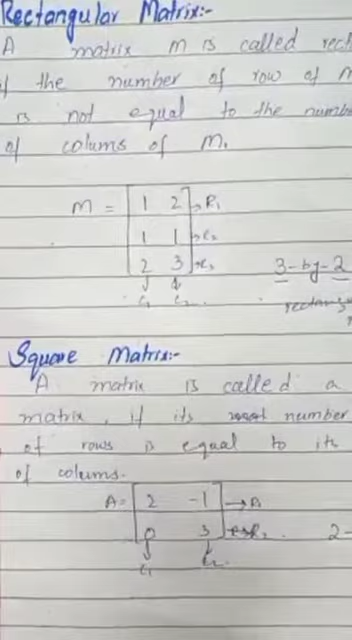 Rectangular Matrix:-
A matrix M is called rect
if the number of row of M
is not equal to the numbe
of colums of M.
M = 1 2 → R₁
1 1 → R₂
2 3 → R₃
C₁ C₂
3-by-2
rectang
Square Matrix:-
A matrix is called a
matrix, if its number
of rows is equal to its
of colums.
A = 2 -1 → R
0 3 → R₂
2-
C₁ C₂